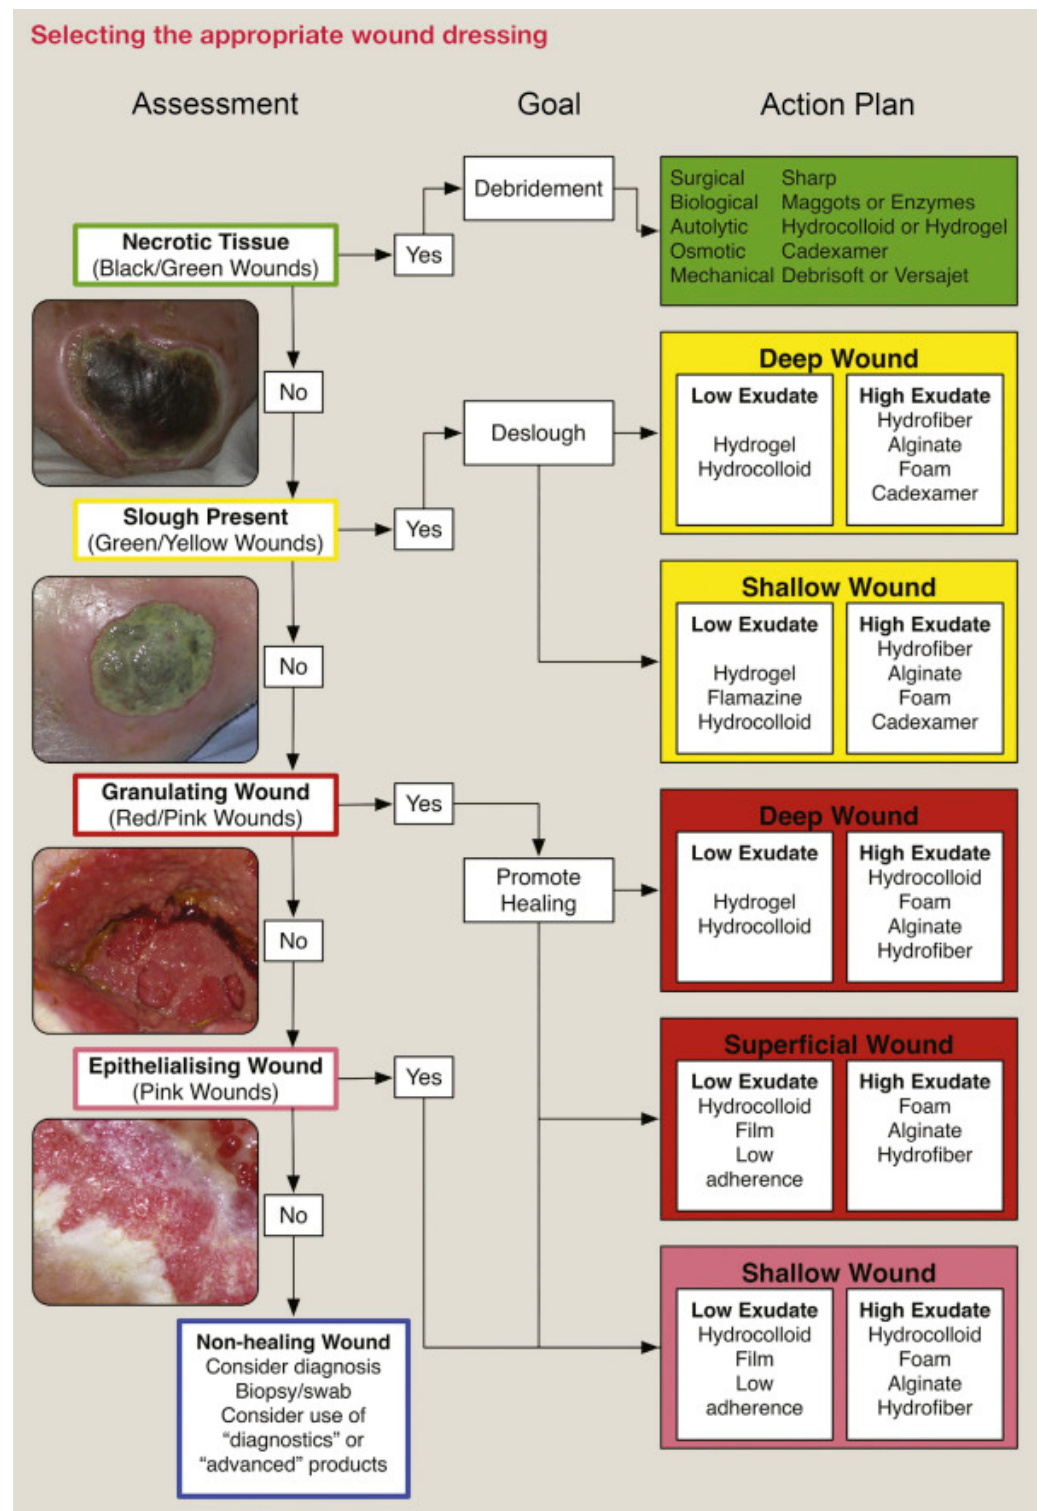 Selecting the appropriate wound dressing
Assessment
Goal
Action Plan
Necrotic Tissue
(Black/Green Wounds)
Yes
Debridement
Surgical Sharp
Biological Maggots or Enzymes
Autolytic Hydrocolloid or Hydrogel
Osmotic Cadexamer
Mechanical Debrisoft or Versajet
No
Slough Present
(Green/Yellow Wounds)
Yes
Deslough
Deep Wound
Low Exudate
Hydrogel
Hydrocolloid
High Exudate
Hydrofiber
Alginate
Foam
Cadexamer
Shallow Wound
Low Exudate
Hydrogel
Flamazine
Hydrocolloid
High Exudate
Hydrofiber
Alginate
Foam
Cadexamer
No
Granulating Wound
(Red/Pink Wounds)
Yes
Promote
Healing
Deep Wound
Low Exudate
Hydrogel
Hydrocolloid
High Exudate
Hydrocolloid
Foam
Alginate
Hydrofiber
Superficial Wound
Low Exudate
Hydrocolloid
Film
Low
adherence
High Exudate
Foam
Alginate
Hydrofiber
No
Epithelialising Wound
(Pink Wounds)
Yes
Shallow Wound
Low Exudate
Hydrocolloid
Film
Low
adherence
High Exudate
Hydrocolloid
Foam
Alginate
Hydrofiber
No
Non-healing Wound
Consider diagnosis
Biopsy/swab
Consider use of
“diagnostics” or
“advanced” products